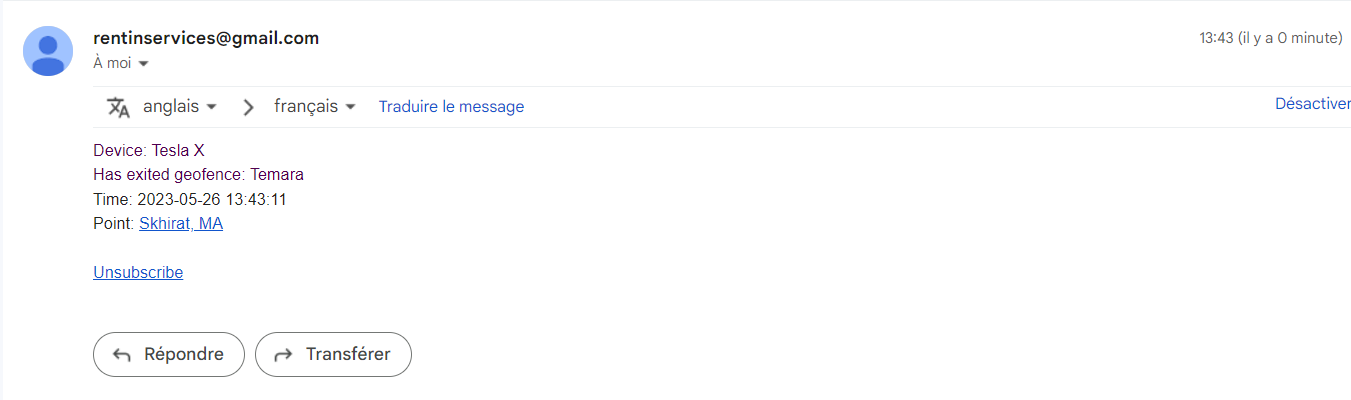 rentinservices@gmail.com
13:43 (il y a 0 minute)
À moi
anglais
français
Traduire le message
Désactiver
Device: Tesla X
Has exited geofence: Temara
Time: 2023-05-26 13:43:11
Point: Skhirat, MA
Unsubscribe
Répondre
Transférer